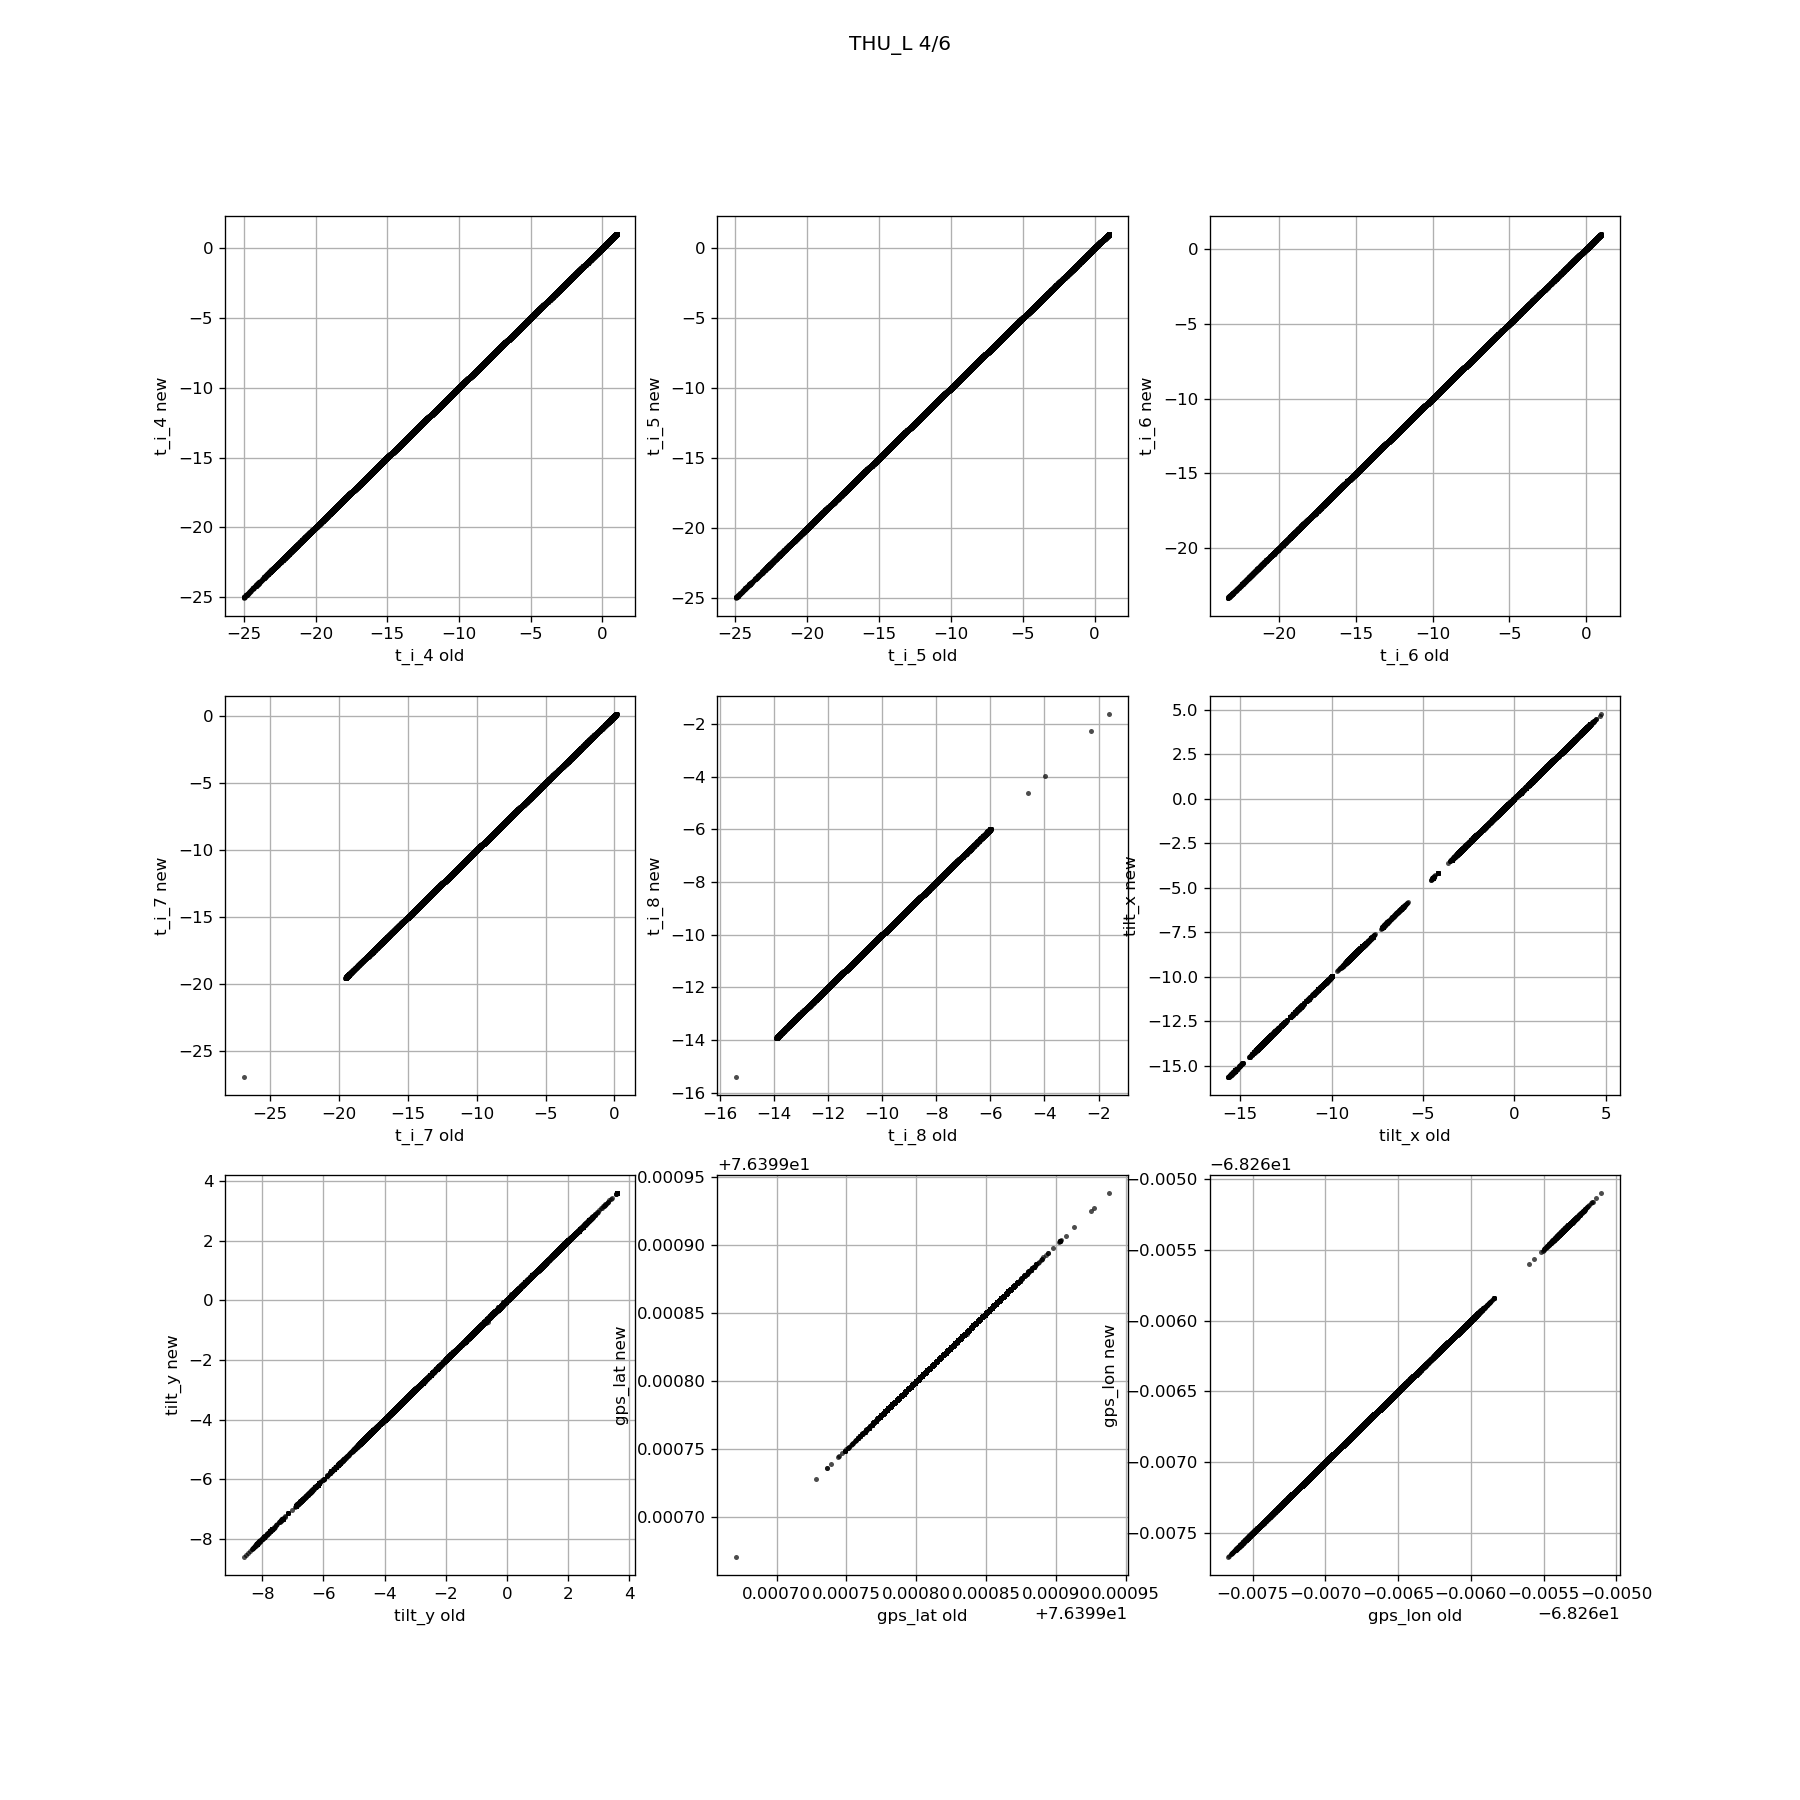 THU_L 4/6
0
−5
−10
−15
−20
−25
t_i_4 new
−25 −20 −15 −10 −5 0
t_i_4 old
0
−5
−10
−15
−20
−25
t_i_5 new
−25 −20 −15 −10 −5 0
t_i_5 old
0
−5
−10
−15
−20
t_i_6 new
−20 −15 −10 −5 0
t_i_6 old
0
−5
−10
−15
−20
−25
t_i_7 new
−25 −20 −15 −10 −5 0
t_i_7 old
−2
−4
−6
−8
−10
−12
−14
−16
t_i_8 new
−16 −14 −12 −10 −8 −6 −4 −2
t_i_8 old
5.0
2.5
0.0
−2.5
−5.0
−7.5
−10.0
−12.5
−15.0
tilt_x new
−15 −10 −5 0 5
tilt_x old
4
2
0
−2
−4
−6
−8
tilt_y new
−8 −6 −4 −2 0 2 4
tilt_y old
+7.6399e1
0.00095
0.00090
0.00085
0.00080
0.00075
0.00070
gps_lat new
0.00070 0.00075 0.00080 0.00085 0.00090 0.00095
gps_lat old
+7.6399e1
−6.826e1
−0.0050
−0.0055
−0.0060
−0.0065
−0.0070
−0.0075
gps_lon new
−0.0075 −0.0070 −0.0065 −0.0060 −0.0055 −0.0050
gps_lon old
−6.826e1